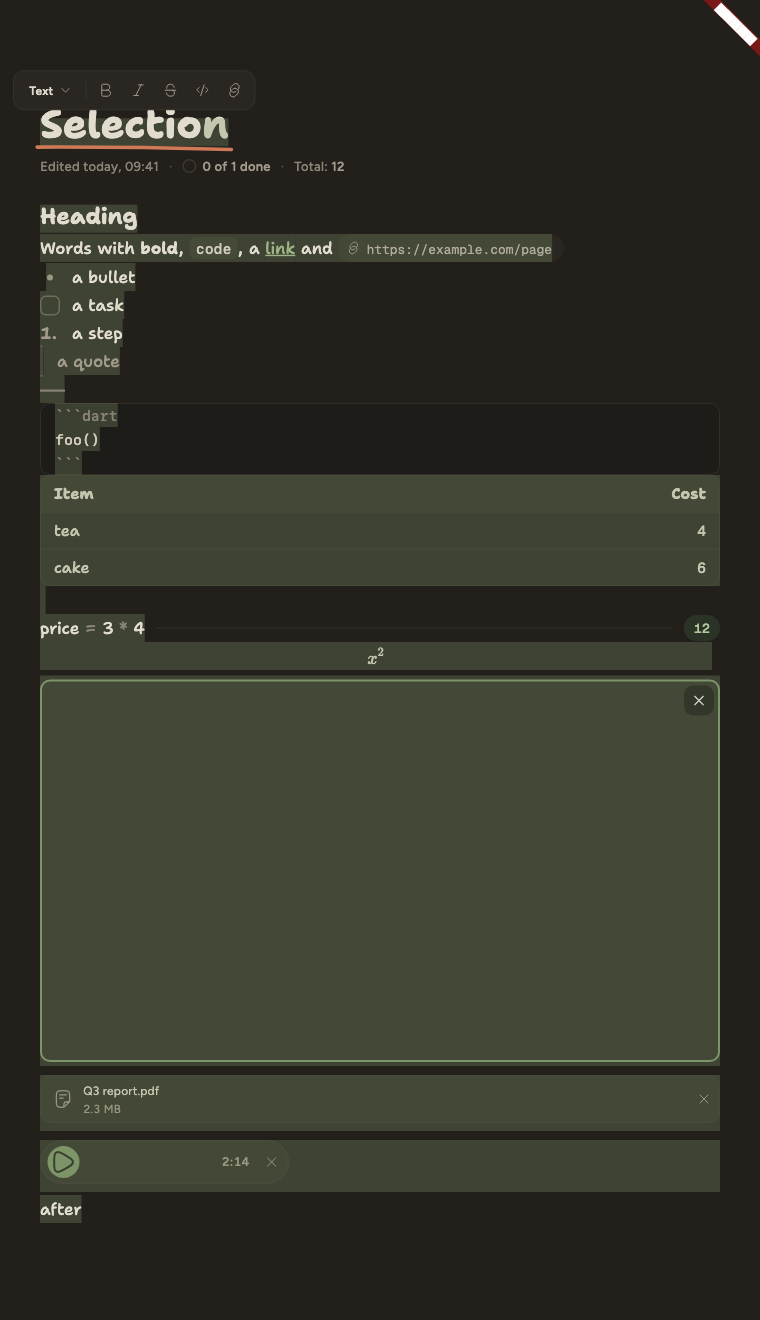 Text
Selection
Edited today, 09:41 · 0 of 1 done · Total: 12
Heading
Words with bold, code, a link and https://example.com/page
• a bullet
a task
1. a step
a quote
```dart
foo()
```
Item Cost
tea 4
cake 6
price = 3 * 4 12
x²
Q3 report.pdf
2.3 MB
2:14
after